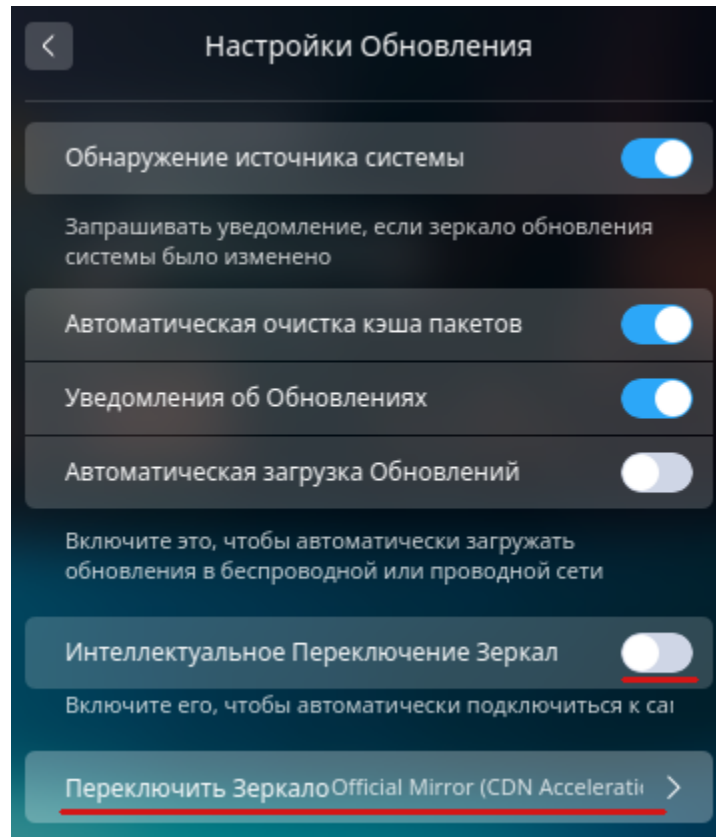 Настройки Обновления
Обнаружение источника системы
Запрашивать уведомление, если зеркало обновления
системы было изменено
Автоматическая очистка кэша пакетов
Уведомления об Обновлениях
Автоматическая загрузка Обновлений
Включите это, чтобы автоматически загружать
обновления в беспроводной или проводной сети
Интеллектуальное Переключение Зеркал
Включите его, чтобы автоматически подключиться к
Переключить Зеркало Official Mirror (CDN